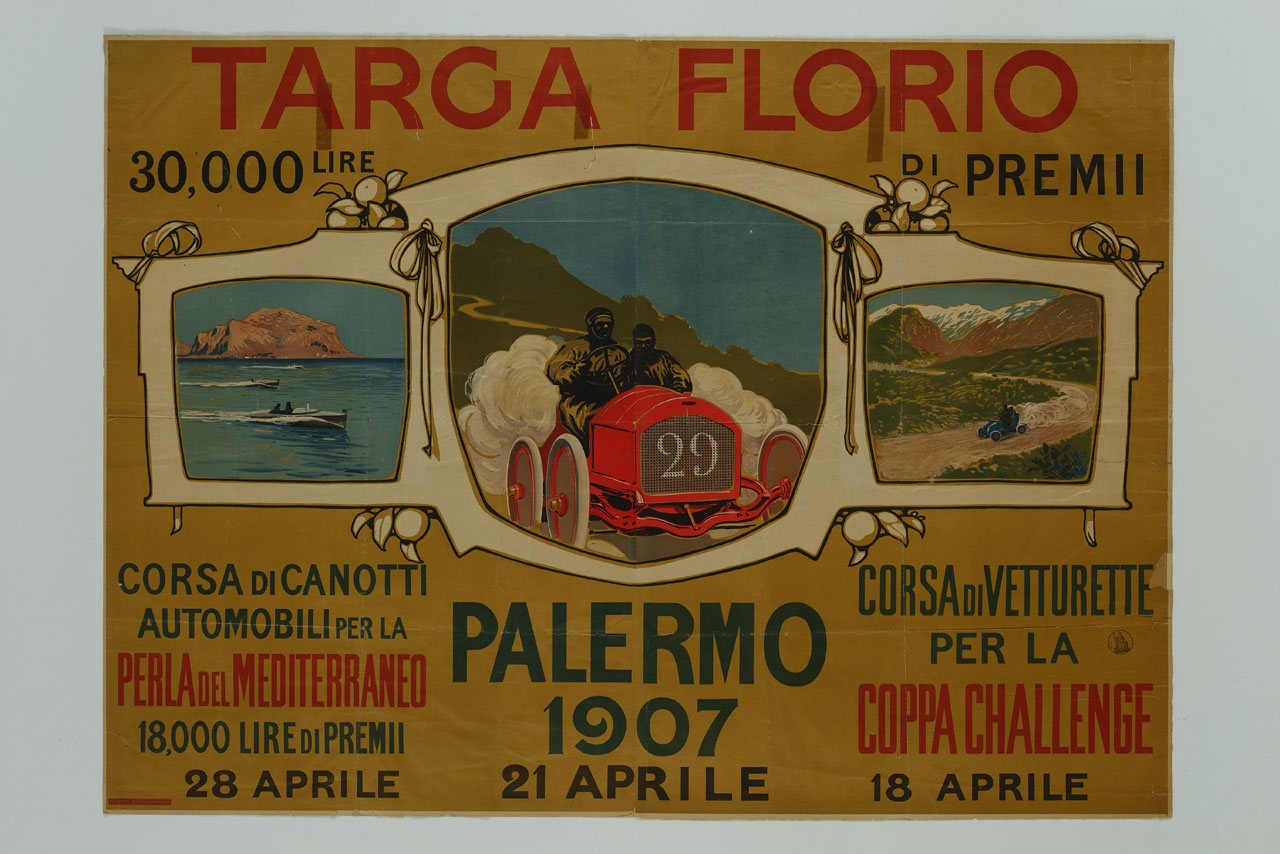 TARGA FLORIO
30,000 LIRE DI PREMII
29
CORSA DI CANOTTI
AUTOMOBILI PER LA
PERLA DEL MEDITERRANEO
18,000 LIRE DI PREMII
28 APRILE
PALERMO
1907
21 APRILE
CORSA DI VETTURETTE
PER LA
COPPA CHALLENGE
18 APRILE